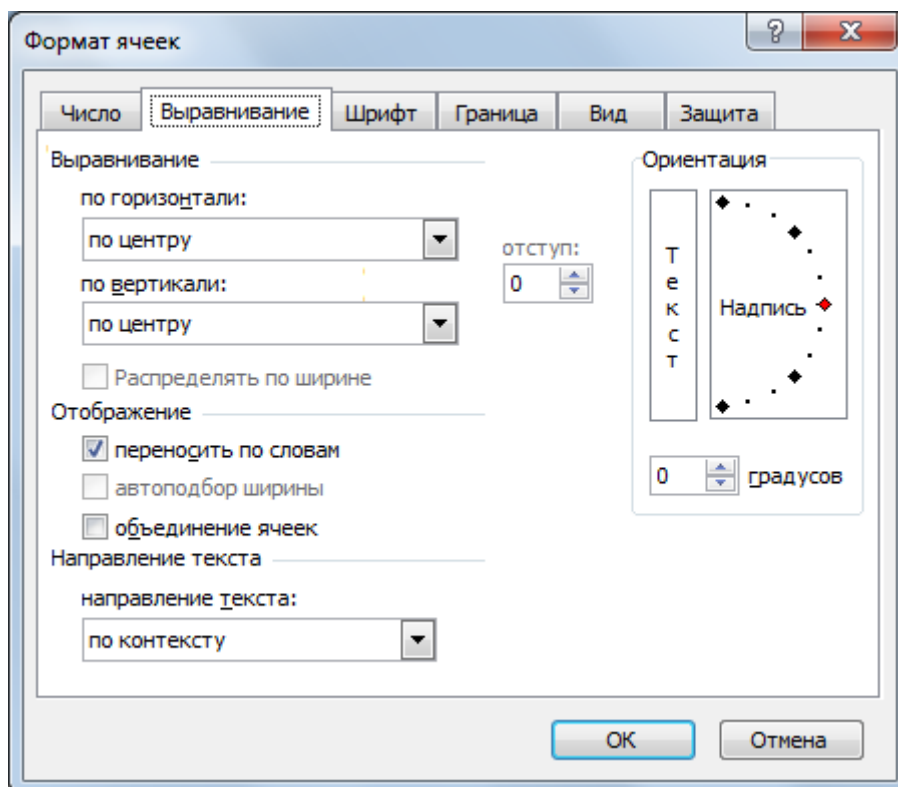 Формат ячеек
Число Выравнивание Шрифт Граница Вид Защита
Выравнивание
по горизонтали:
по центру
отступ:
0
по вертикали:
по центру
Распределять по ширине
Отображение
переносить по словам
автоподбор ширины
объединение ячеек
Направление текста
направление текста:
по контексту
Ориентация
Текст
Надпись
0 градусов
ОК Отмена